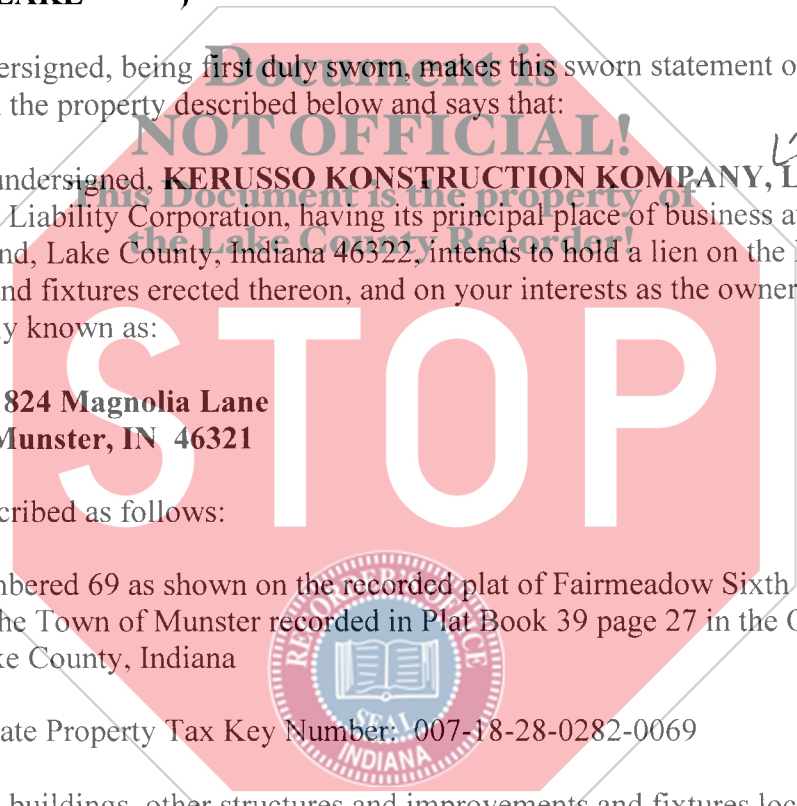 LAKE )
ersigned, being first duly sworn, makes this sworn statement o
the property described below and says that:
undersigned, KERUSSO KONSTRUCTION KOMPANY, L
Liability Corporation, having its principal place of business a
nd, Lake County, Indiana 46322, intends to hold a lien on the
nd fixtures erected thereon, and on your interests as the owner
y known as:
824 Magnolia Lane
Munster, IN 46321
cribed as follows:
nbered 69 as shown on the recorded plat of Fairmeadow Sixth
he Town of Munster recorded in Plat Book 39 page 27 in the O
ke County, Indiana
ate Property Tax Key Number: 007-18-28-0282-0069
buildings, other structures and improvements and fixtures loc
Document is
NOT OFFICIAL!
This Document is the property of
the Lake County Recorder!
STOP
RECORDER'S OFFICE
SEAL
INDIANA